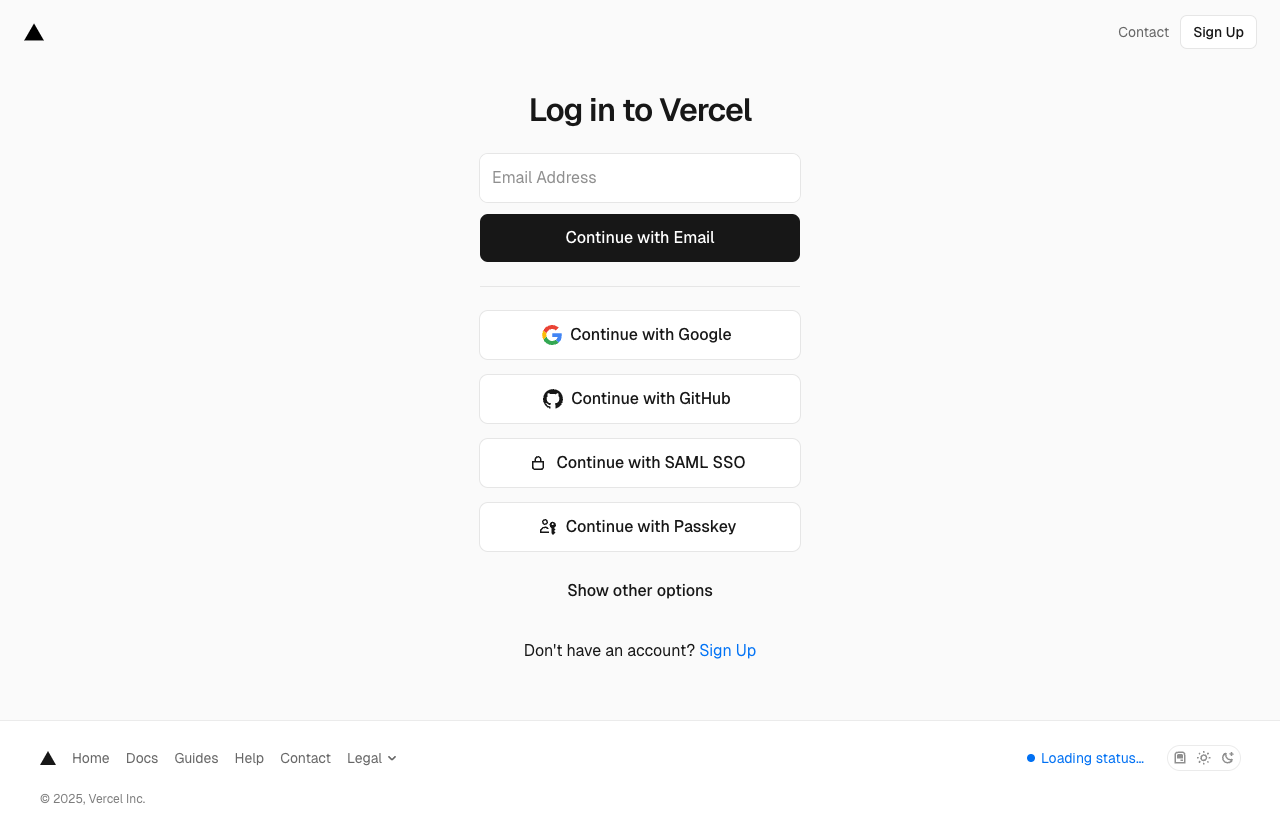 Contact
Sign Up
Log in to Vercel
Email Address
Continue with Email
Continue with Google
Continue with GitHub
Continue with SAML SSO
Continue with Passkey
Show other options
Don't have an account? Sign Up
Home Docs Guides Help Contact Legal
Loading status…
© 2025, Vercel Inc.